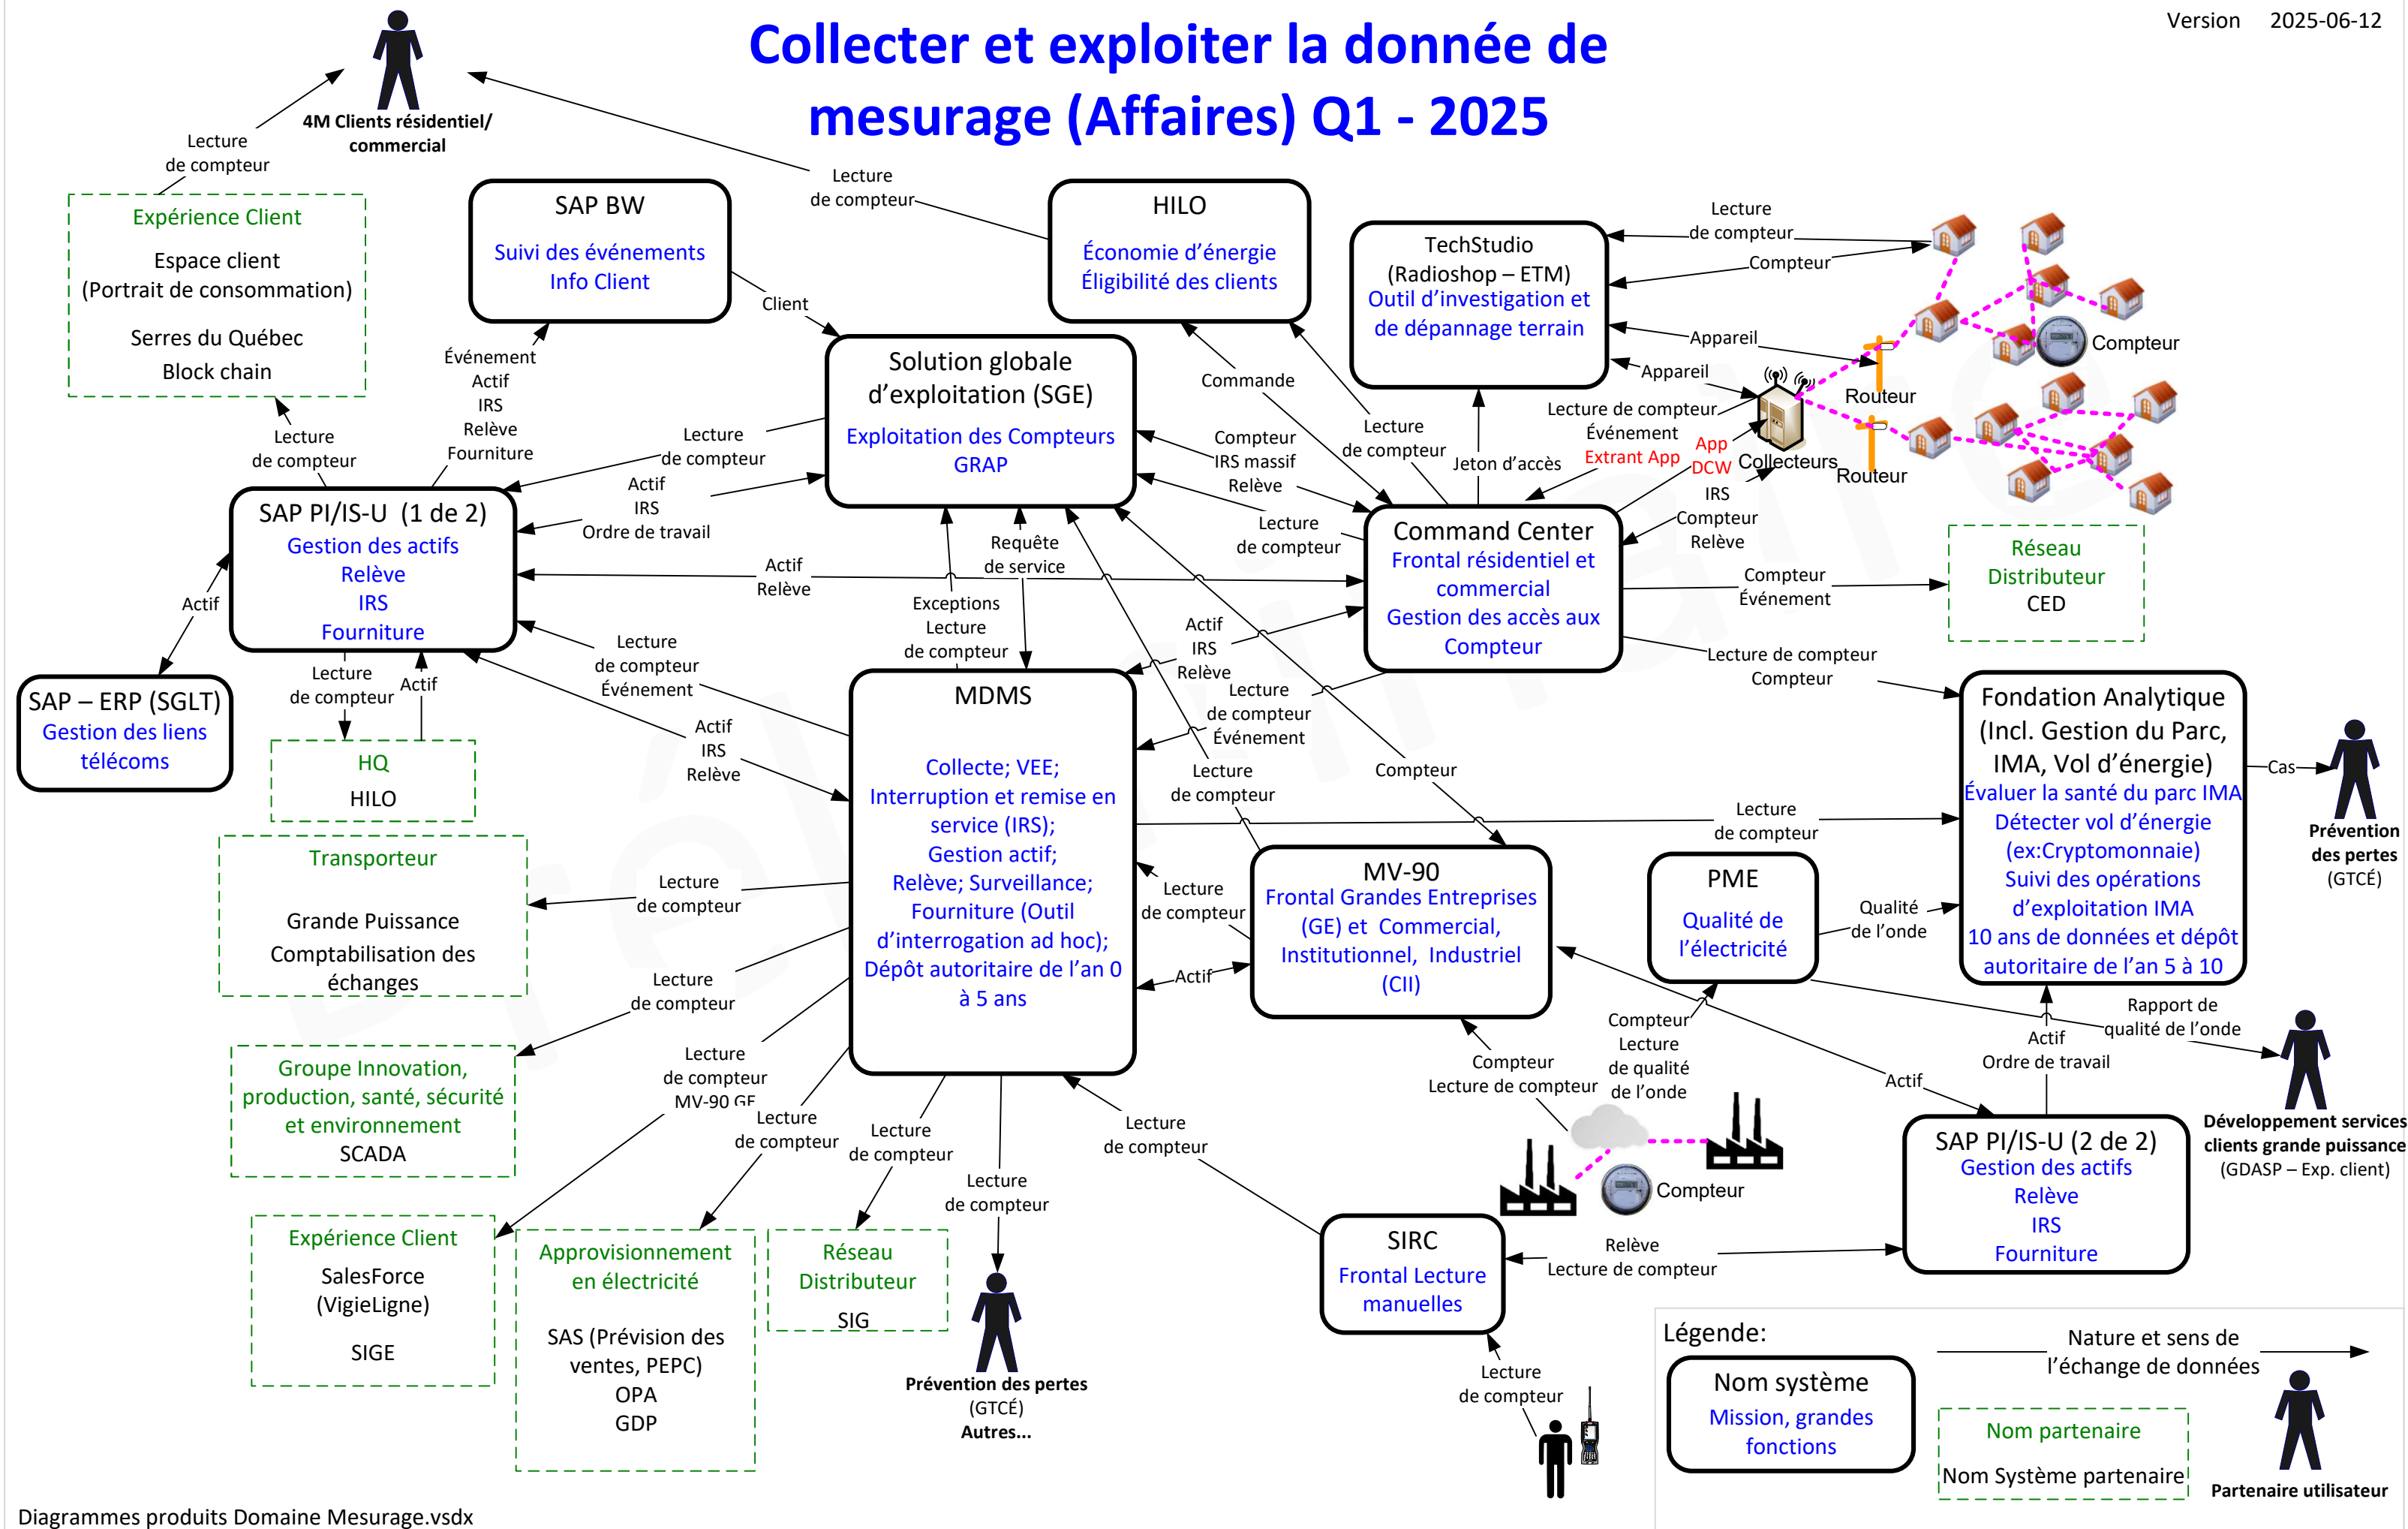 Version 2025-06-12
Collecter et exploiter la donnée de
mesurage (Affaires) Q1 - 2025
4M Clients résidentiel/
commercial
Lecture
de compteur
Lecture
de compteur
Expérience Client
Espace client
(Portrait de consommation)
Serres du Québec
Block chain
SAP BW
Suivi des événements
Info Client
HILO
Économie d’énergie
Éligibilité des clients
TechStudio
(Radioshop – ETM)
Outil d’investigation et
de dépannage terrain
Lecture
de compteur
Compteur
Appareil
Appareil
Compteur
Routeur
Routeur
Collecteurs
Client
Événement
Actif
IRS
Relève
Fourniture
Solution globale
d’exploitation (SGE)
Exploitation des Compteurs
GRAP
Commande
Lecture
de compteur
Jeton d’accès
Lecture de compteur
Événement
Extrant App
App
DCW
IRS
Compteur
Relève
Lecture
de compteur
Lecture
de compteur
Actif
IRS
Ordre de travail
Compteur
IRS massif
Relève
Lecture
de compteur
SAP PI/IS-U (1 de 2)
Gestion des actifs
Relève
IRS
Fourniture
Command Center
Frontal résidentiel et
commercial
Gestion des accès aux
Compteur
Réseau
Distributeur
CED
Compteur
Événement
Actif
Requête
de service
Actif
Relève
Exceptions
Lecture
de compteur
Actif
IRS
Relève
Lecture
de compteur
Événement
Lecture de compteur
Compteur
SAP – ERP (SGLT)
Gestion des liens
télécoms
Lecture
de compteur
Actif
Lecture
de compteur
Événement
Actif
IRS
Relève
HQ
HILO
MDMS
Collecte; VEE;
Interruption et remise en
service (IRS);
Gestion actif;
Relève; Surveillance;
Fourniture (Outil
d’interrogation ad hoc);
Dépôt autoritaire de l’an 0
à 5 ans
Lecture
de compteur
Compteur
Lecture
de compteur
Fondation Analytique
(Incl. Gestion du Parc,
IMA, Vol d’énergie)
Évaluer la santé du parc IMA
Détecter vol d’énergie
(ex:Cryptomonnaie)
Suivi des opérations
d’exploitation IMA
10 ans de données et dépôt
autoritaire de l’an 5 à 10
Cas
Prévention
des pertes
(GTCÉ)
Transporteur
Grande Puissance
Comptabilisation des
échanges
Lecture
de compteur
Lecture
de compteur
Actif
MV-90
Frontal Grandes Entreprises
(GE) et Commercial,
Institutionnel, Industriel
(CII)
PME
Qualité de
l’électricité
Qualité
de l’onde
Lecture
de compteur
Groupe Innovation,
production, santé, sécurité
et environnement
SCADA
Lecture
de compteur
MV-90 GE
Lecture
de compteur
Lecture
de compteur
Lecture
de compteur
Lecture
de compteur
Compteur
Lecture de compteur
Compteur
Lecture
de qualité
de l’onde
Compteur
Actif
Actif
Ordre de travail
Rapport de
qualité de l’onde
Développement services
clients grande puissance
(GDASP – Exp. client)
SAP PI/IS-U (2 de 2)
Gestion des actifs
Relève
IRS
Fourniture
Expérience Client
SalesForce
(VigieLigne)
SIGE
Approvisionnement
en électricité
SAS (Prévision des
ventes, PEPC)
OPA
GDP
Réseau
Distributeur
SIG
Prévention des pertes
(GTCÉ)
Autres...
SIRC
Frontal Lecture
manuelles
Relève
Lecture de compteur
Lecture
de compteur
Légende:
Nom système
Mission, grandes
fonctions
Nature et sens de
l’échange de données
Nom partenaire
Nom Système partenaire
Partenaire utilisateur
Diagrammes produits Domaine Mesurage.vsdx
Préliminaire